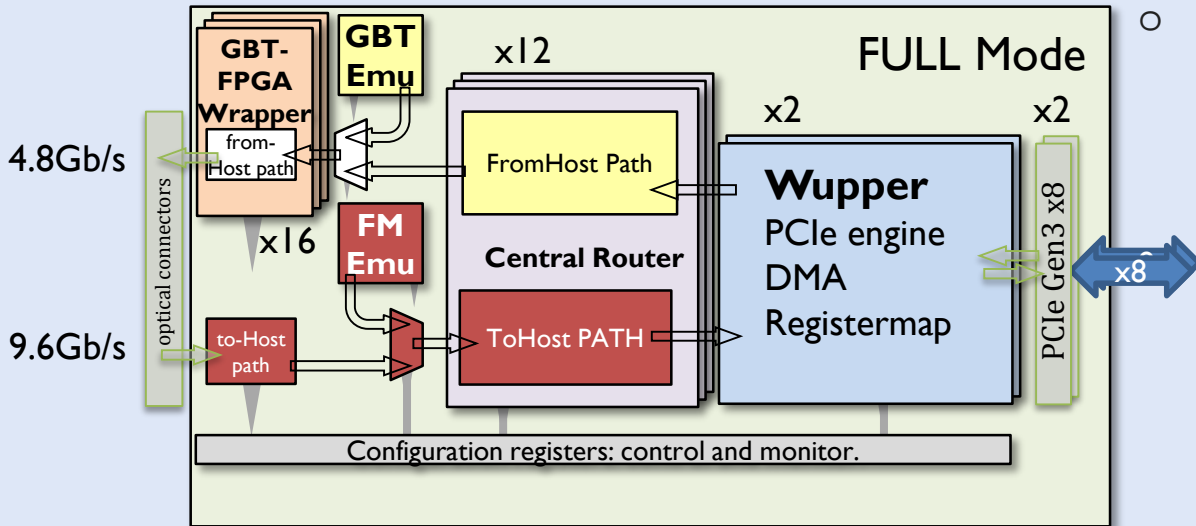 FULL Mode
GBT-
FPGA
Wrapper
from-
Host path
x16
GBT
Emu
x12
FromHost Path
Central Router
ToHost PATH
x2
Wupper
PCIe engine
DMA
Registermap
x2
PCIe Gen3 x8
x8
4.8Gb/s
9.6Gb/s
optical connectors
FM
Emu
to-Host
path
Configuration registers: control and monitor.